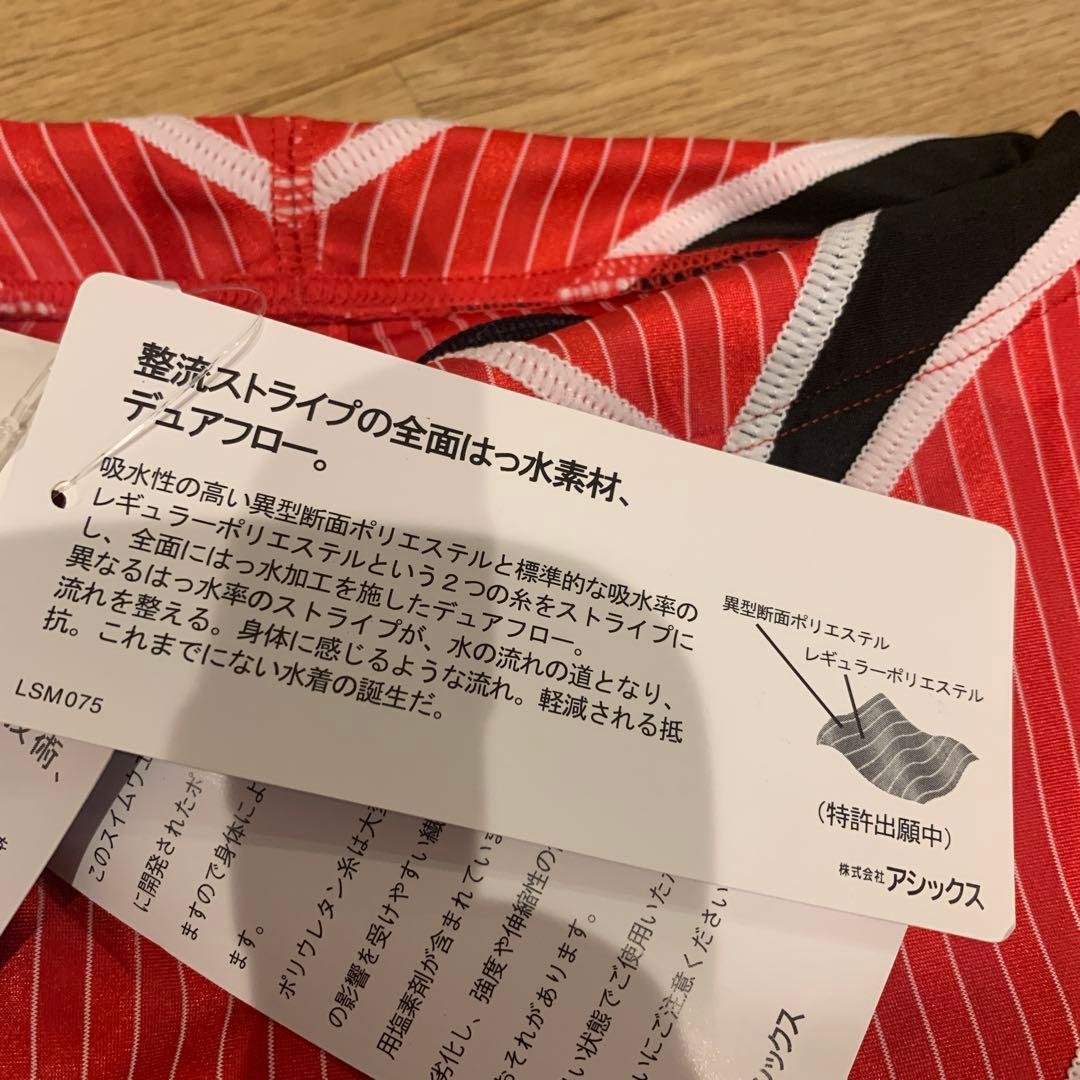 整流ストライプの全面はっ水素材、
デュアフロー。
吸水性の高い異型断面ポリエステルと標準的な吸水率の
レギュラーポリエステルという2つの糸をストライプに
し、全面にはっ水加工を施したデュアフロー。
異なるはっ水率のストライプが、水の流れの道となり、
流れを整える。身体に感じるような流れ。軽減される抵
抗。これまでにない水着の誕生だ。
LSM075
異型断面ポリエステル
レギュラーポリエステル
(特許出願中)
株式会社アシックス
術、
このスイムウェ
に開発されたポ
ますので身体によ
ます。
ポリウレタン糸は大
の影響を受けやすい繊
用塩素剤が含まれていま
劣化し、強度や伸縮性の
おそれがあります。
い状態でご使用いた
いにご注意ください
シックス